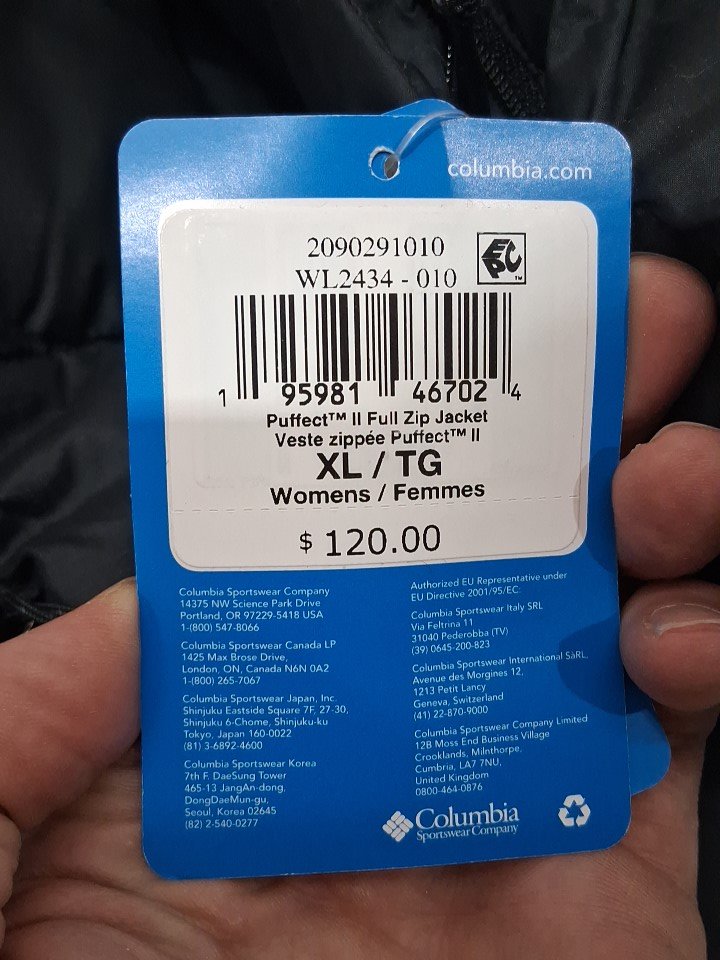 columbia.com
2090291010
EPC
WL2434 - 010
1 95981 46702 4
Puffect™ II Full Zip Jacket
Veste zippée Puffect™ II
XL / TG
Womens / Femmes
$ 120.00
Columbia Sportswear Company
14375 NW Science Park Drive
Portland, OR 97229-5418 USA
1-(800) 547-8066
Columbia Sportswear Canada LP
1425 Max Brose Drive,
London, ON, Canada N6N 0A2
1-(800) 265-7067
Columbia Sportswear Japan, Inc.
Shinjuku Eastside Square 7F, 27-30,
Shinjuku 6-Chome, Shinjuku-ku
Tokyo, Japan 160-0022
(81) 3-6892-4600
Columbia Sportswear Korea
7th F. DaeSung Tower
465-13 JangAn-dong,
DongDaeMun-gu,
Seoul, Korea 02645
(82) 2-540-0277
Authorized EU Representative under
EU Directive 2001/95/EC:
Columbia Sportswear Italy SRL
Via Feltrina 11
31040 Pederobba (TV)
(39) 0645-200-823
Columbia Sportswear International SàRL,
Avenue des Morgines 12,
1213 Petit Lancy
Geneva, Switzerland
(41) 22-870-9000
Columbia Sportswear Company Limited
12B Moss End Business Village
Crooklands, Milnthorpe,
Cumbria, LA7 7NU,
United Kingdom
0800-464-0876
Columbia
Sportswear Company